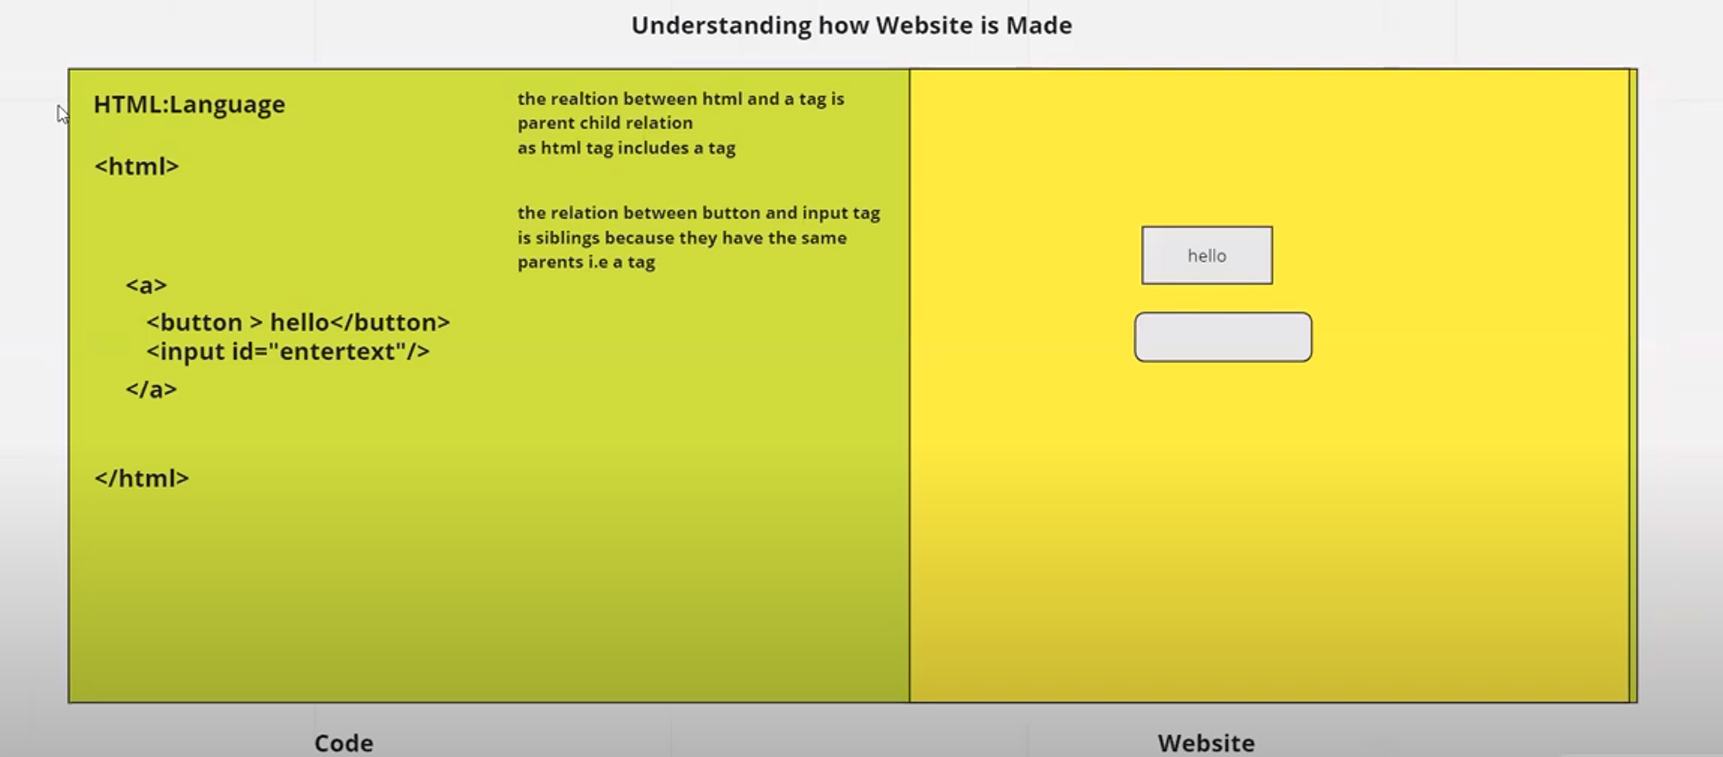 Understanding how Website is Made
HTML:Language
<html>
<a>
<button > hello</button>
<input id="entertext"/>
</a>
</html>
the realtion between html and a tag is
parent child relation
as html tag includes a tag
the relation between button and input tag
is siblings because they have the same
parents i.e a tag
hello
Code
Website